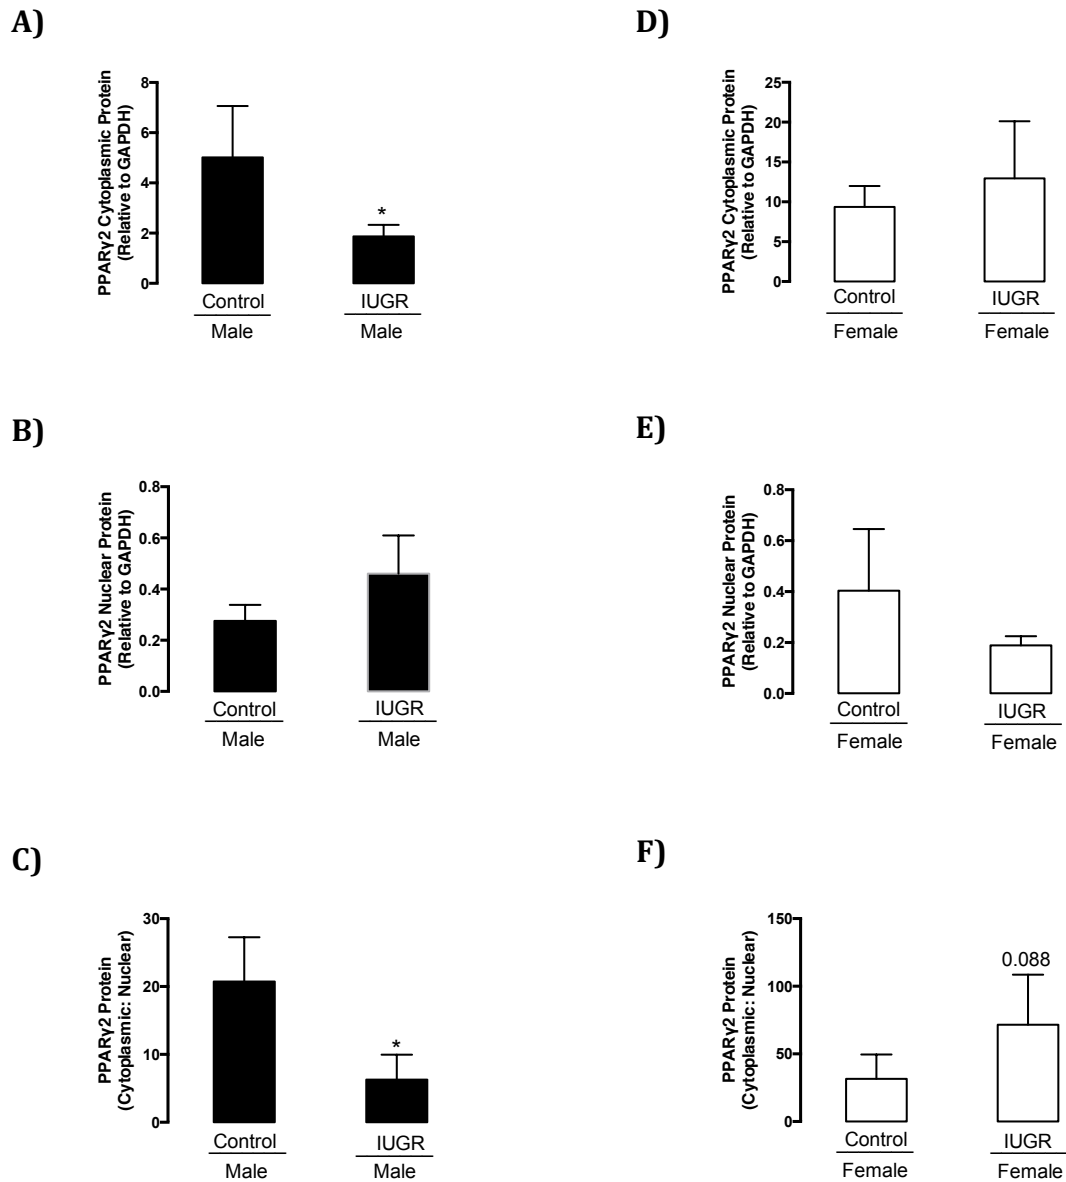 A)
PPARγ2 Cytoplasmic Protein
(Relative to GAPDH)
8
6
4
2
0
*
Control
Male
IUGR
Male
B)
PPARγ2 Nuclear Protein
(Relative to GAPDH)
0.8
0.6
0.4
0.2
0.0
Control
Male
IUGR
Male
C)
PPARγ2 Protein
(Cytoplasmic: Nuclear)
30
20
10
0
*
Control
Male
IUGR
Male
D)
PPARγ2 Cytoplasmic Protein
(Relative to GAPDH)
25
20
15
10
5
0
Control
Female
IUGR
Female
E)
PPARγ2 Nuclear Protein
(Relative to GAPDH)
0.8
0.6
0.4
0.2
0.0
Control
Female
IUGR
Female
F)
PPARγ2 Protein
(Cytoplasmic: Nuclear)
150
100
50
0
0.088
Control
Female
IUGR
Female